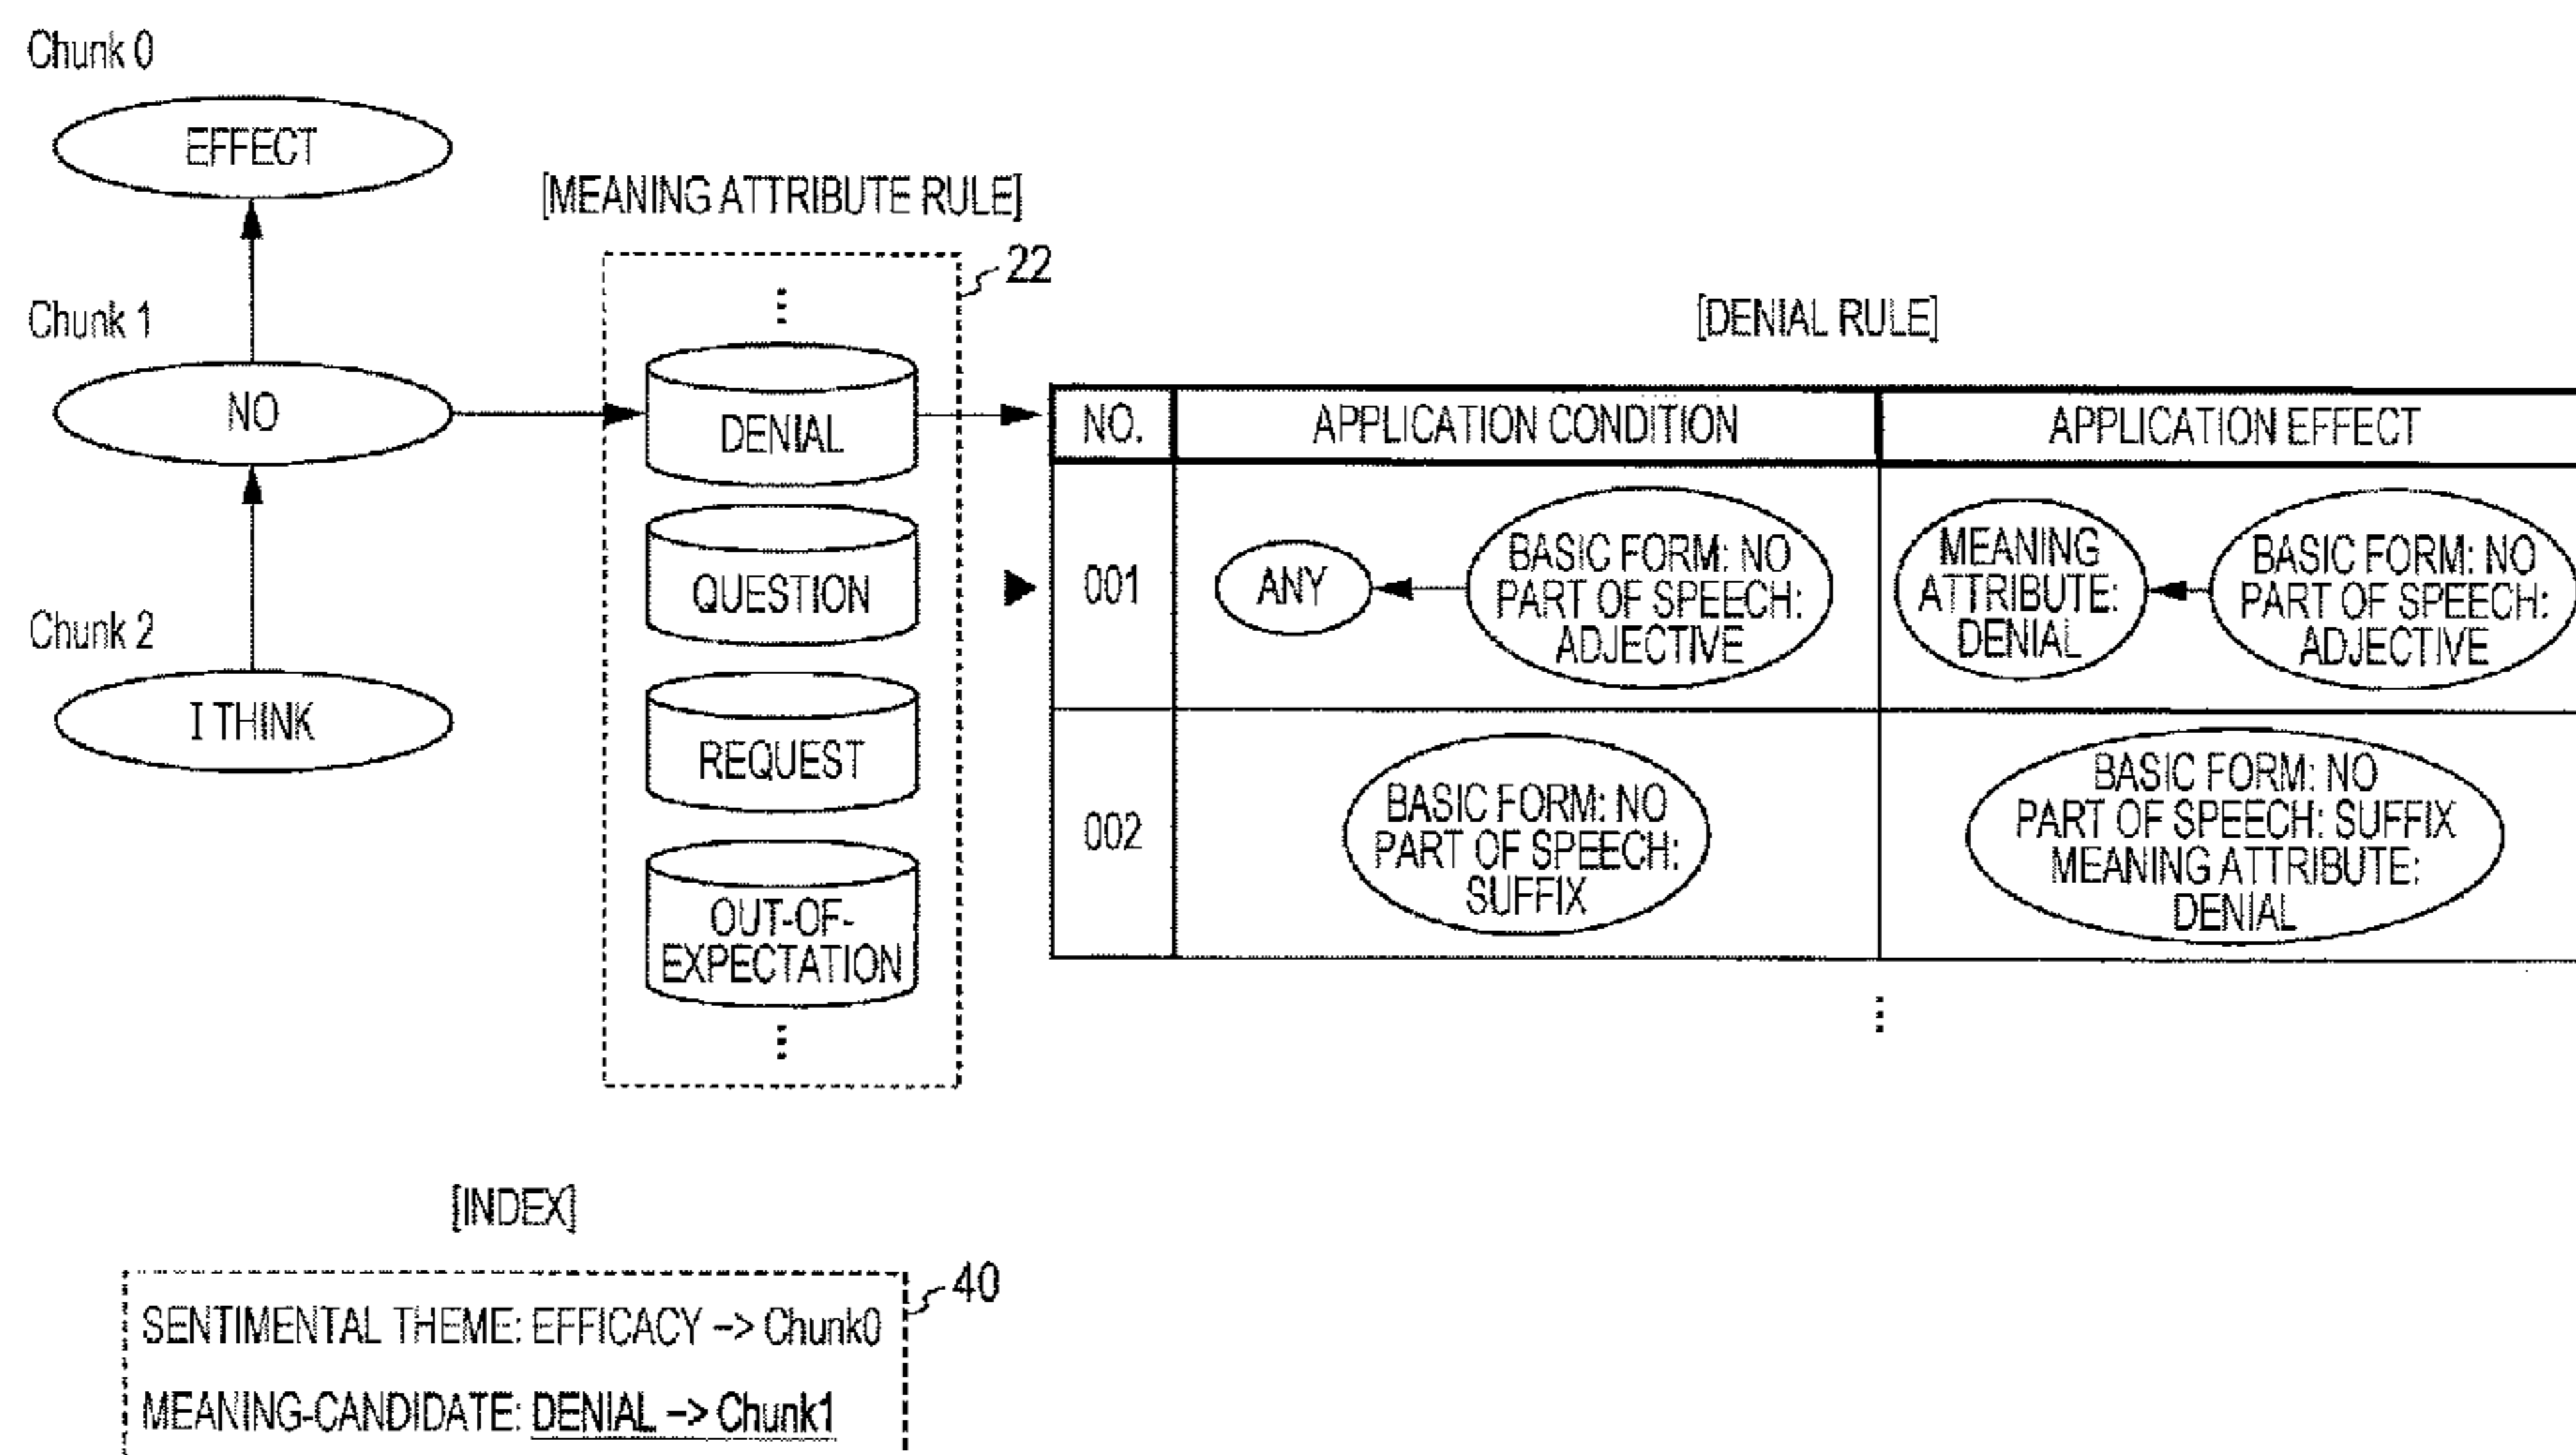 Chunk 0
EFFECT
Chunk 1
NO
Chunk 2
I THINK
[MEANING ATTRIBUTE RULE]
22
DENIAL
QUESTION
REQUEST
OUT-OF-
EXPECTATION
[DENIAL RULE]
NO. APPLICATION CONDITION APPLICATION EFFECT
001
ANY
BASIC FORM: NO
PART OF SPEECH:
ADJECTIVE
MEANING
ATTRIBUTE:
DENIAL
BASIC FORM: NO
PART OF SPEECH:
ADJECTIVE
002
BASIC FORM: NO
PART OF SPEECH:
SUFFIX
BASIC FORM: NO
PART OF SPEECH: SUFFIX
MEANING ATTRIBUTE:
DENIAL
[INDEX]
40
SENTIMENTAL THEME: EFFICACY -> Chunk0
MEANING-CANDIDATE: DENIAL -> Chunk1